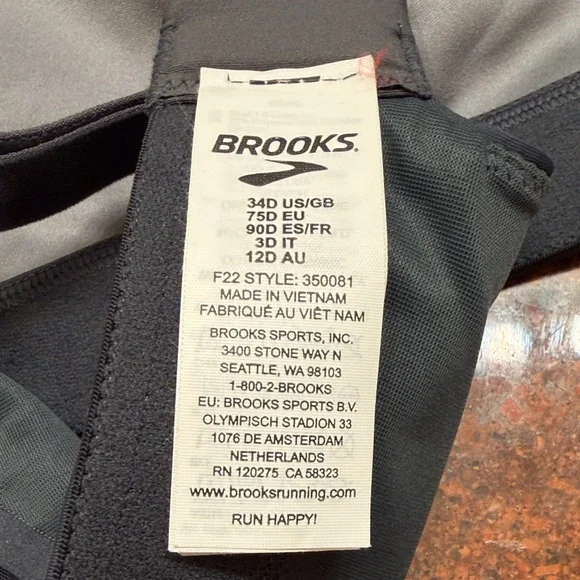 BROOKS
34D US/GB
75D EU
90D ES/FR
3D IT
12D AU
F22 STYLE: 350081
MADE IN VIETNAM
FABRIQUÉ AU VIÊT NAM
BROOKS SPORTS, INC.
3400 STONE WAY N
SEATTLE, WA 98103
1-800-2-BROOKS
EU: BROOKS SPORTS B.V.
OLYMPISCH STADION 33
1076 DE AMSTERDAM
NETHERLANDS
RN 120275 CA 58323
www.brooksrunning.com
RUN HAPPY!